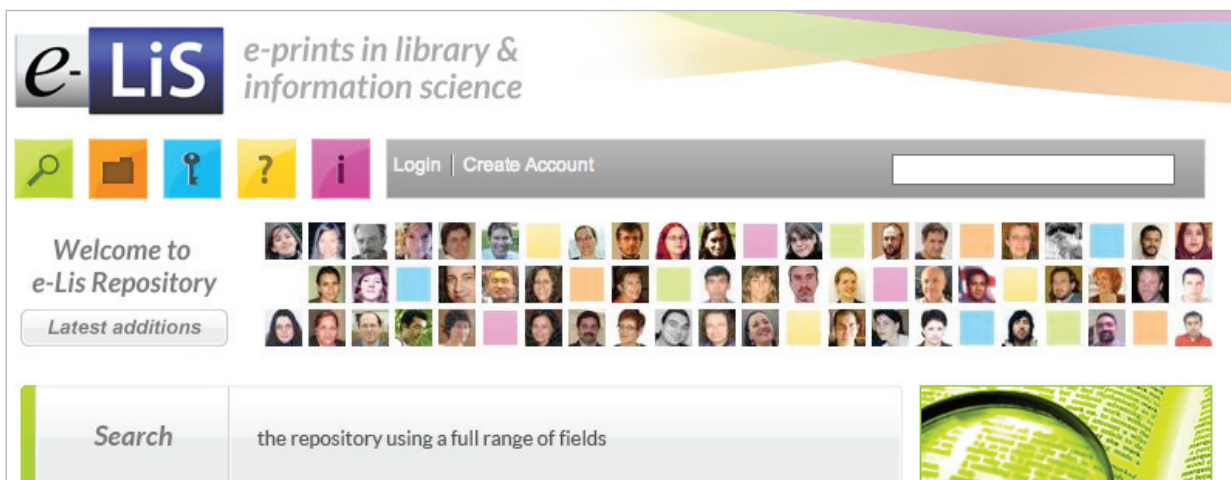 e-LiS
e-prints in library &
information science
? i
Login | Create Account
Welcome to
e-Lis Repository
Latest additions
Search
the repository using a full range of fields